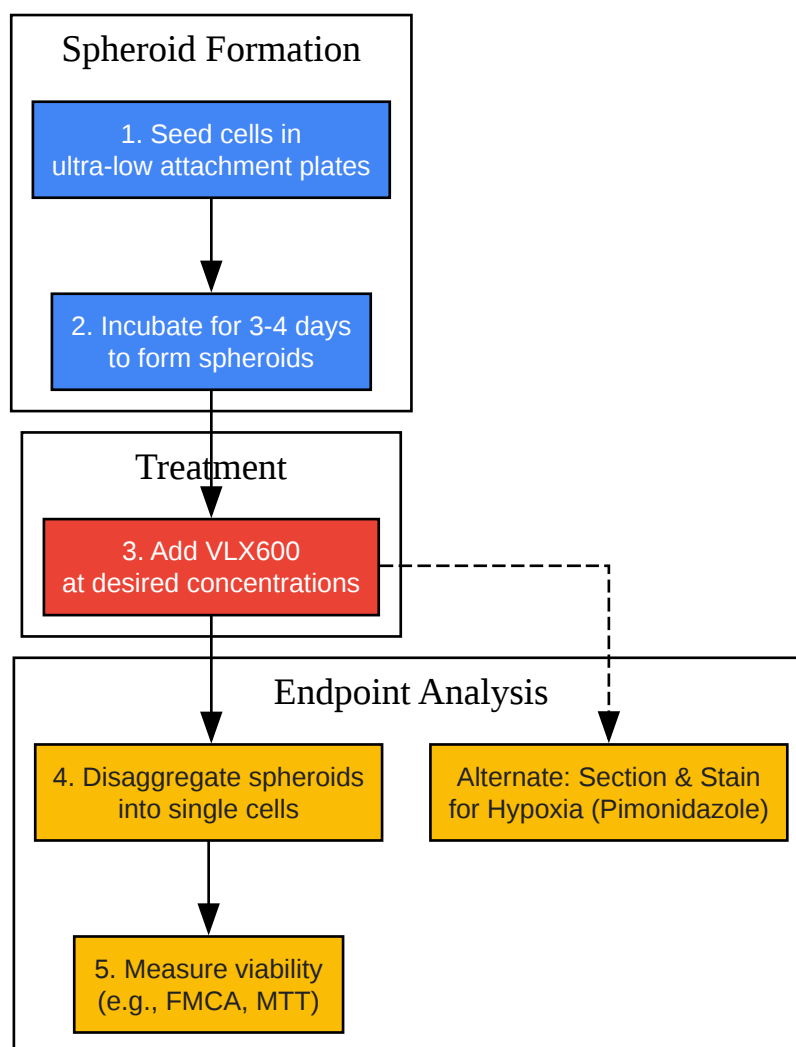 Spheroid Formation
1. Seed cells in
ultra-low attachment plates
2. Incubate for 3-4 days
to form spheroids
Treatment
3. Add VLX600
at desired concentrations
Endpoint Analysis
4. Disaggregate spheroids
into single cells
Alternate: Section & Stain
for Hypoxia (Pimonidazole)
5. Measure viability
(e.g., FMCA, MTT)